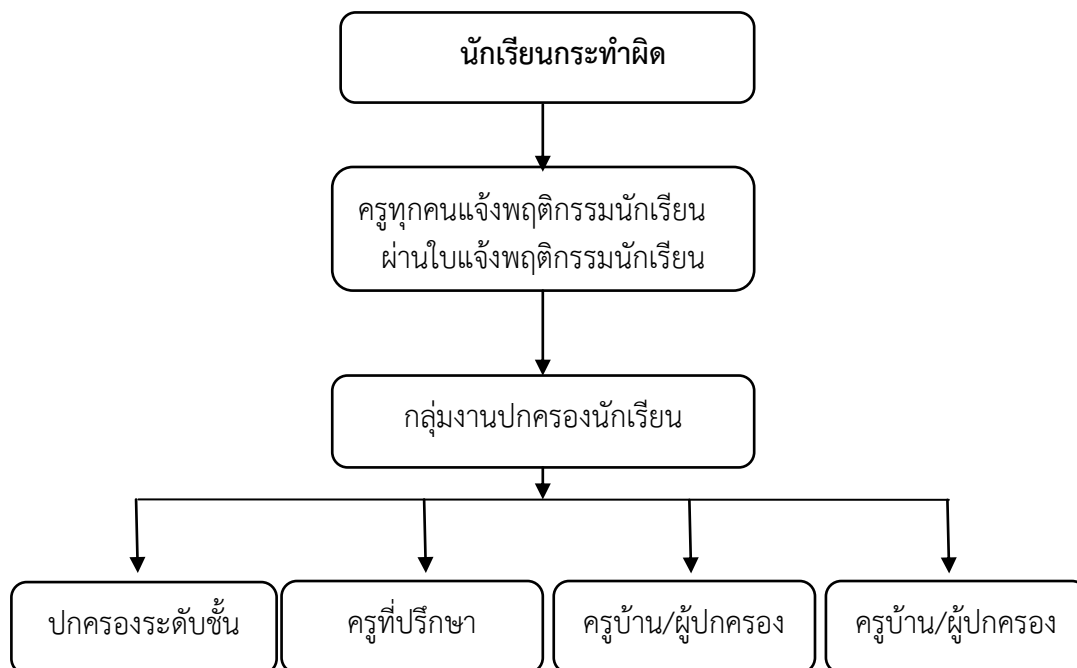 นักเรียนกระทำผิด
ครูทุกคนแจ้งพฤติกรรมนักเรียน
ผ่านใบแจ้งพฤติกรรมนักเรียน
กลุ่มงานปกครองนักเรียน
ปกครองระดับชั้น
ครูที่ปรึกษา
ครูบ้าน/ผู้ปกครอง
ครูบ้าน/ผู้ปกครอง